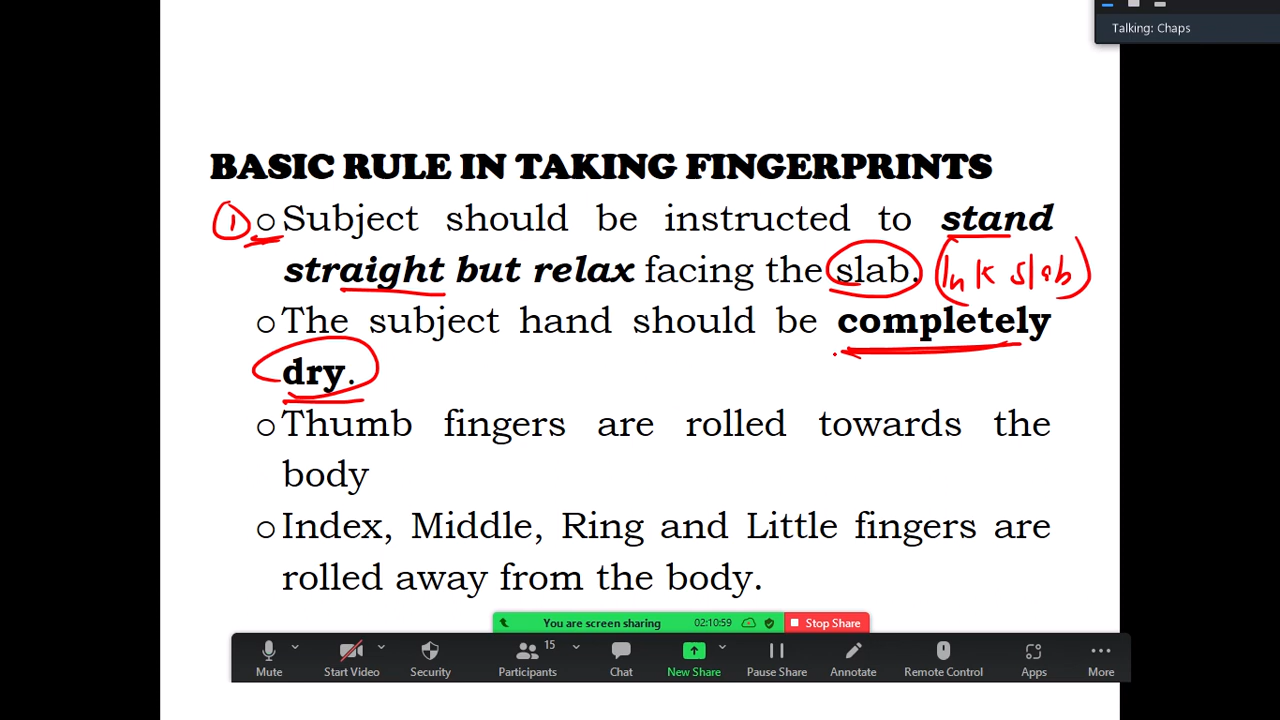 Talking: Chaps
BASIC RULE IN TAKING FINGERPRINTS
1 Subject should be instructed to stand
straight but relax facing the slab. (Ink slab)
The subject hand should be completely
dry.
Thumb fingers are rolled towards the
body
Index, Middle, Ring and Little fingers are
rolled away from the body.
You are screen sharing 02:10:59 Stop Share
15
Mute Start Video Security Participants Chat New Share Pause Share Annotate Remote Control Apps More